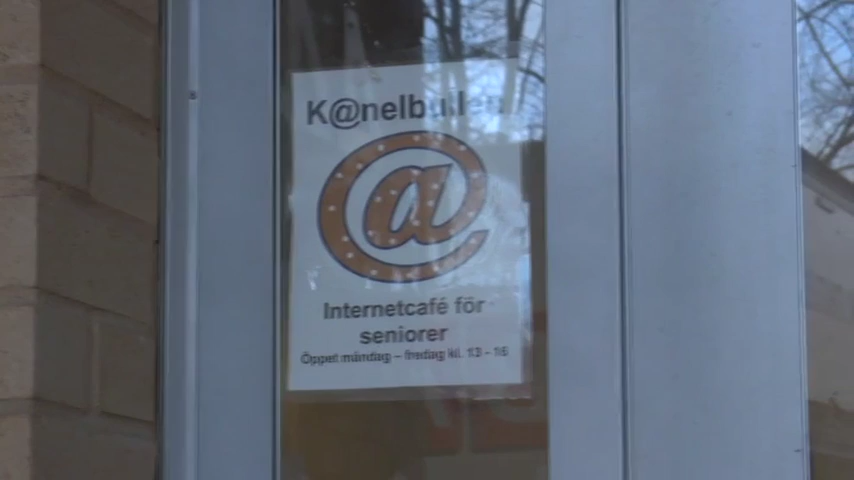 K@nelbullen
@
Internetcafé för
seniorer
Öppet måndag – fredag kl. 13 - 16